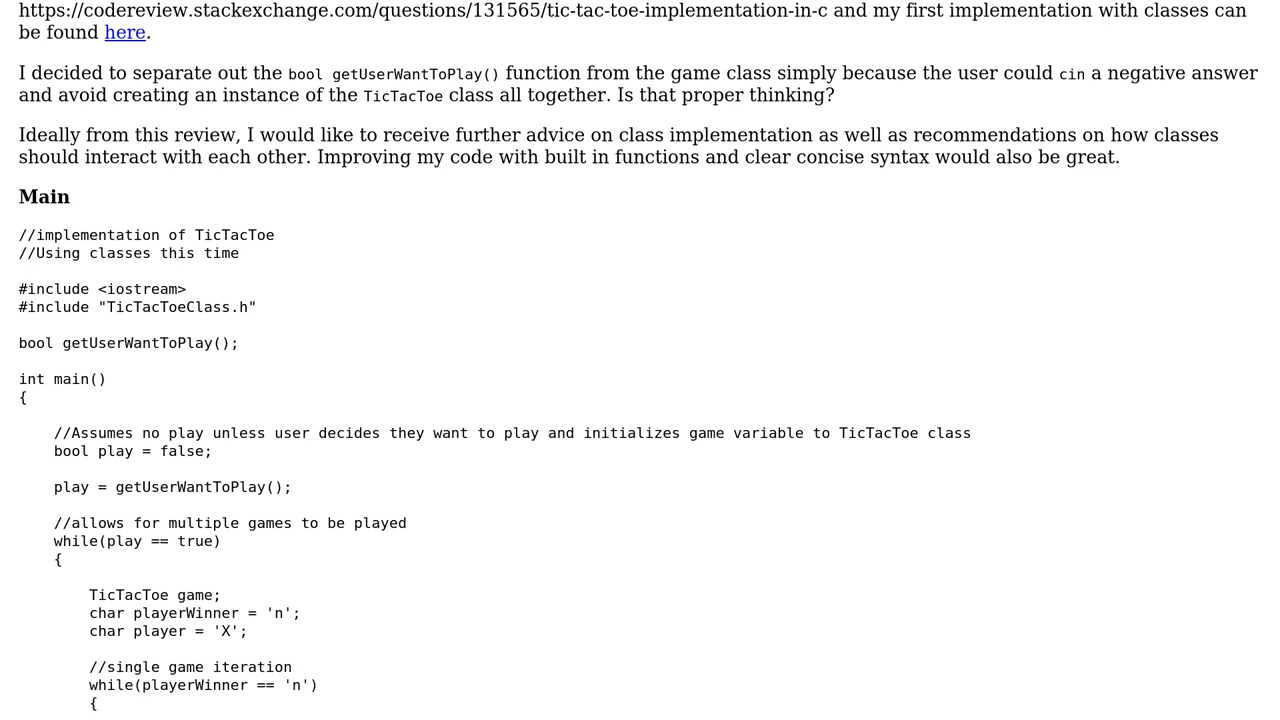 https://codereview.stackexchange.com/questions/131565/tic-tac-toe-implementation-in-c and my first implementation with classes can
be found here.
I decided to separate out the bool getUserWantToPlay() function from the game class simply because the user could cin a negative answer
and avoid creating an instance of the TicTacToe class all together. Is that proper thinking?
Ideally from this review, I would like to receive further advice on class implementation as well as recommendations on how classes
should interact with each other. Improving my code with built in functions and clear concise syntax would also be great.
Main
//implementation of TicTacToe
//Using classes this time
#include <iostream>
#include "TicTacToeClass.h"
bool getUserWantToPlay();
int main()
{
//Assumes no play unless user decides they want to play and initializes game variable to TicTacToe class
bool play = false;
play = getUserWantToPlay();
//allows for multiple games to be played
while(play == true)
{
TicTacToe game;
char playerWinner = 'n';
char player = 'X';
//single game iteration
while(playerWinner == 'n')
{